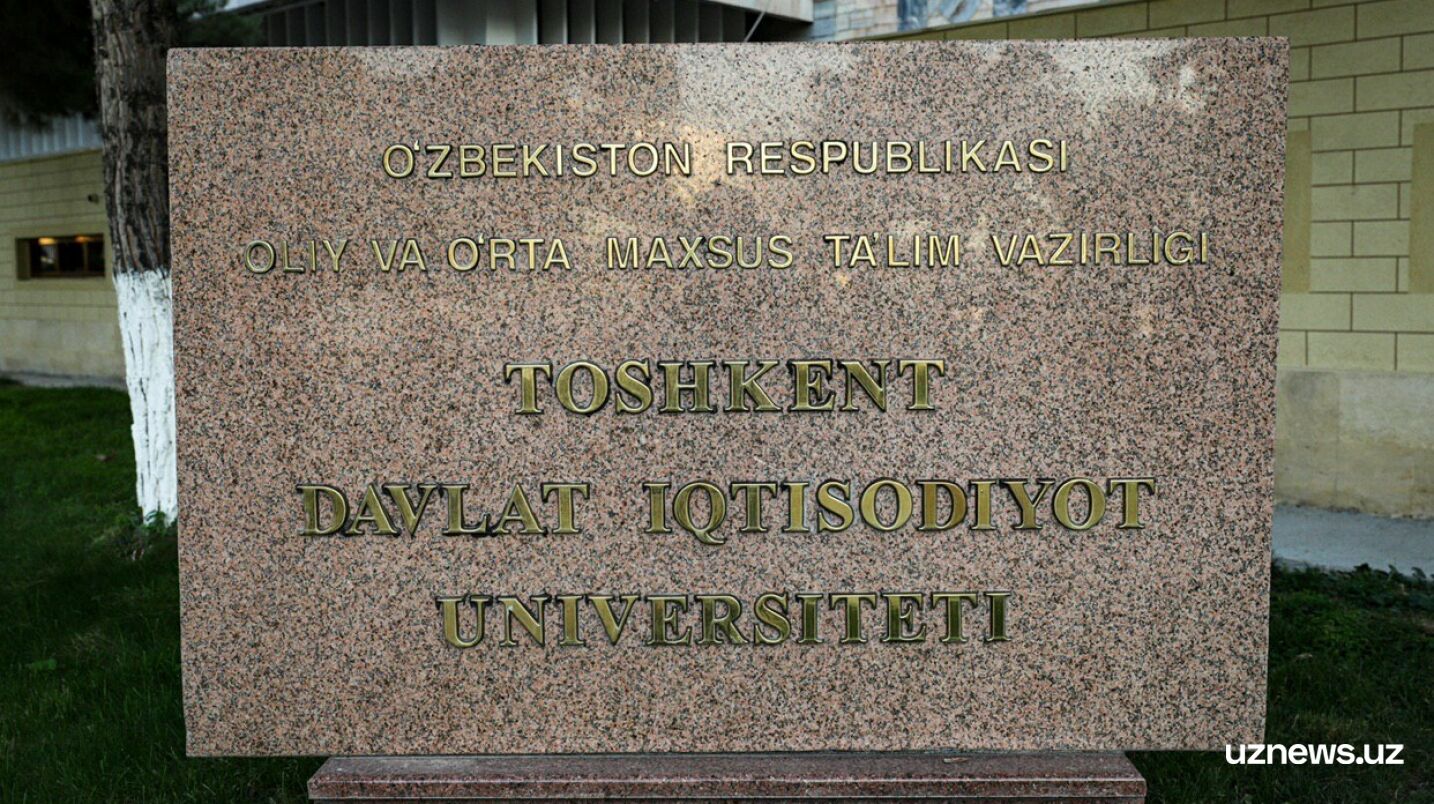 O‘ZBEKISTON RESPUBLIKASI
OLIY VA O‘RTA MAXSUS TA’LIM VAZIRLIGI
TOSHKENT
DAVLAT IQTISODIYOT
UNIVERSITETI
uznews.uz